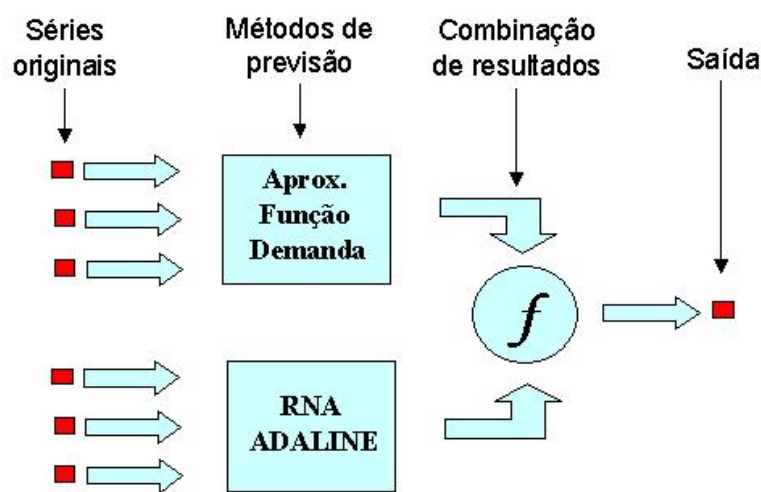 Séries
originais
Métodos de
previsão
Combinação
de resultados
Saída
Aprox.
Função
Demanda
f
RNA
ADALINE